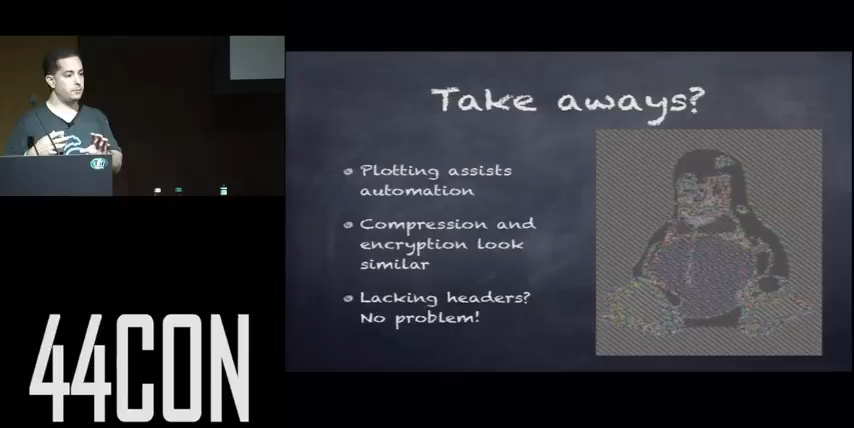 Take aways?
Plotting assists
automation
Compression and
encryption look
similar
Lacking headers?
No problem!
44CON